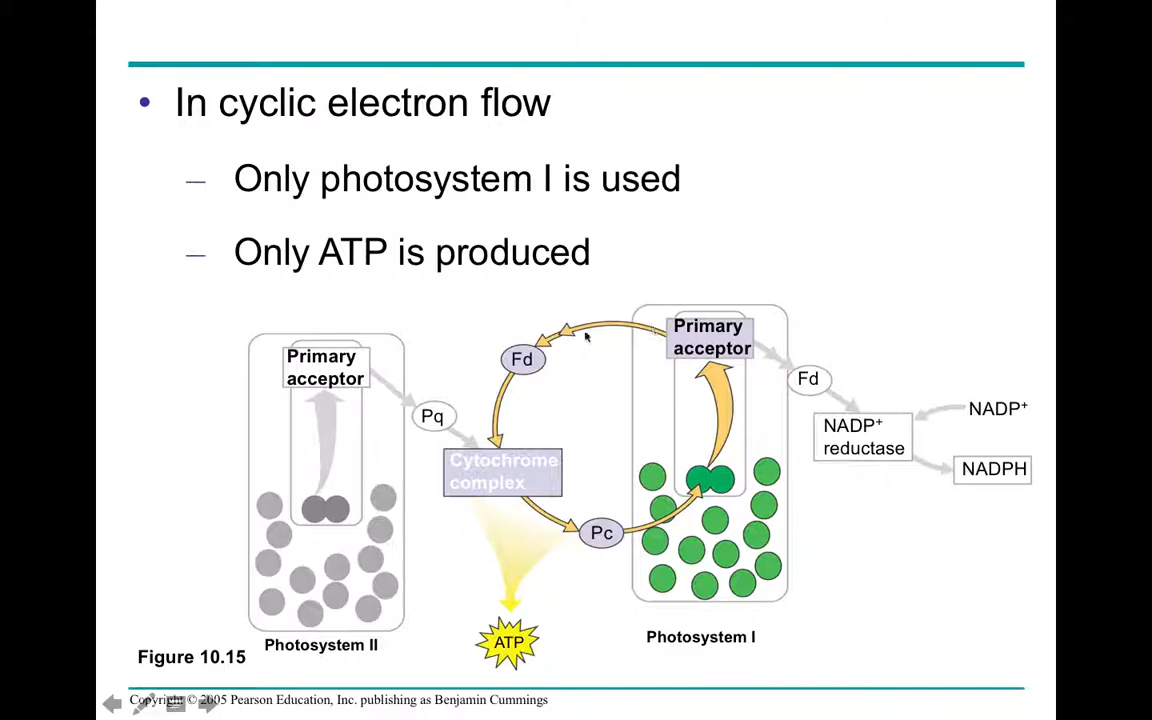 • In cyclic electron flow
– Only photosystem I is used
– Only ATP is produced
Primary
acceptor
Pq
Fd
Cytochrome
complex
Pc
ATP
Primary
acceptor
Fd
NADP+
reductase
NADP+
NADPH
Photosystem II
Photosystem I
Figure 10.15
Copyright © 2005 Pearson Education, Inc. publishing as Benjamin Cummings